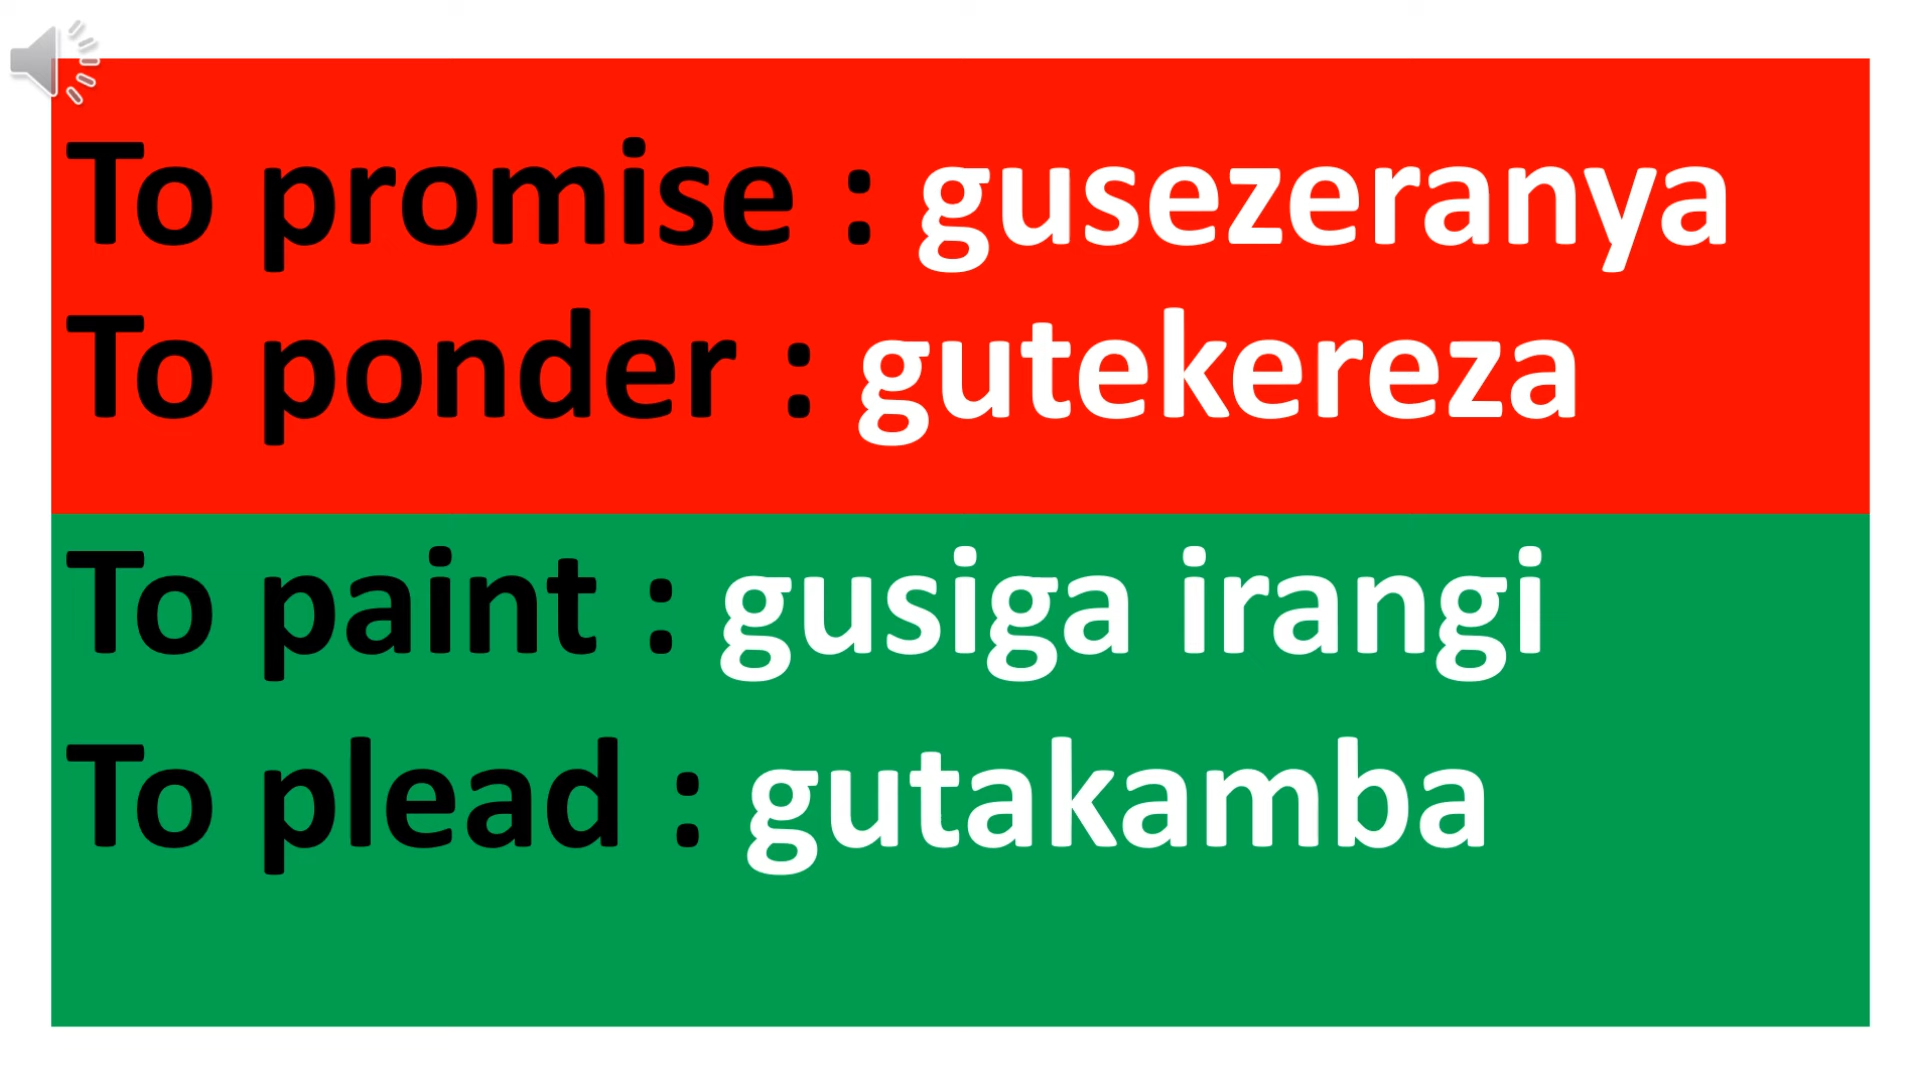 To promise : gusezeranya
To ponder : gutekereza
To paint : gusiga irangi
To plead : gutakamba